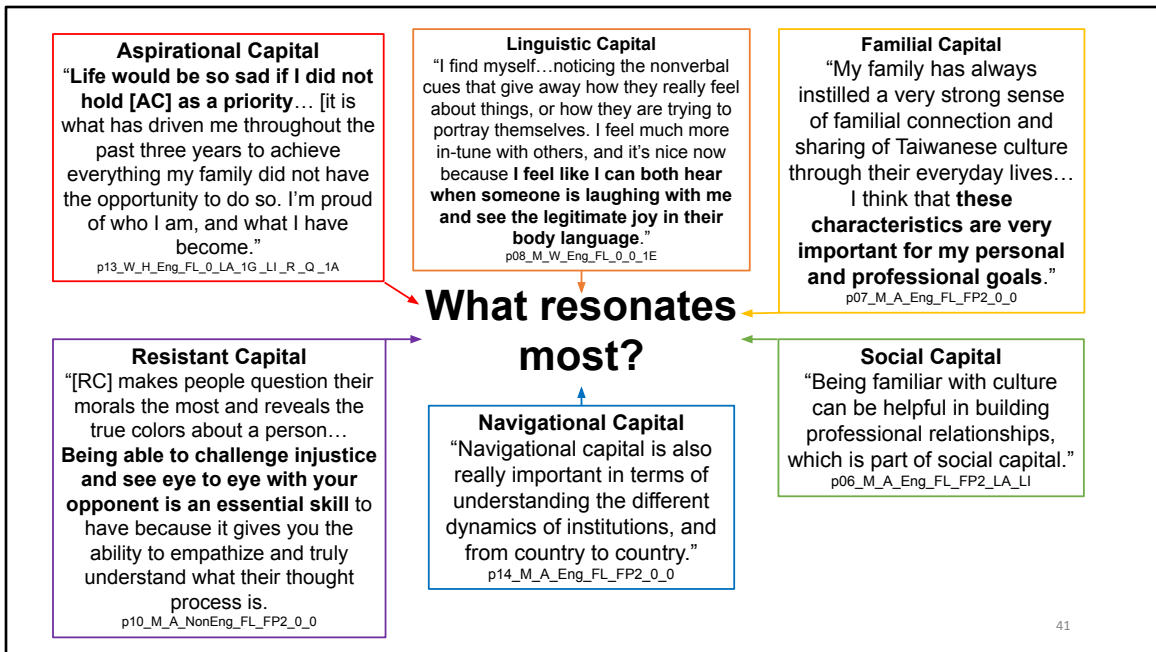 Aspirational Capital
“Life would be so sad if I did not
hold [AC] as a priority… [it is
what has driven me throughout the
past three years to achieve
everything my family did not have
the opportunity to do so. I’m proud
of who I am, and what I have
become.”
p13_W_H_Eng_FL_0_LA_1G _LI _R _Q _1A
Linguistic Capital
“I find myself…noticing the nonverbal
cues that give away how they really feel
about things, or how they are trying to
portray themselves. I feel much more
in-tune with others, and it’s nice now
because I feel like I can both hear
when someone is laughing with me
and see the legitimate joy in their
body language.”
p08_M_W_Eng_FL_0_0_1E
Familial Capital
“My family has always
instilled a very strong sense
of familial connection and
sharing of Taiwanese culture
through their everyday lives…
I think that these
characteristics are very
important for my personal
and professional goals.”
p07_M_A_Eng_FL_FP2_0_0
What resonates
most?
Resistant Capital
“[RC] makes people question their
morals the most and reveals the
true colors about a person…
Being able to challenge injustice
and see eye to eye with your
opponent is an essential skill to
have because it gives you the
ability to empathize and truly
understand what their thought
process is.
p10_M_A_NonEng_FL_FP2_0_0
Navigational Capital
“Navigational capital is also
really important in terms of
understanding the different
dynamics of institutions, and
from country to country.”
p14_M_A_Eng_FL_FP2_0_0
Social Capital
“Being familiar with culture
can be helpful in building
professional relationships,
which is part of social capital.”
p06_M_A_Eng_FL_FP2_LA_LI
41